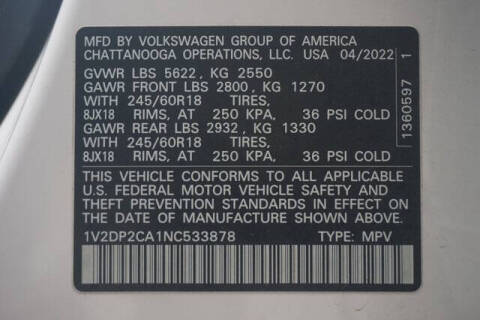 MFD BY VOLKSWAGEN GROUP OF AMERICA
CHATTANOOGA OPERATIONS, LLC. USA 04/2022
GVWR LBS 5622, KG 2550
GAWR FRONT LBS 2800, KG 1270
WITH 245/60R18 TIRES,
8JX18 RIMS, AT 250 KPA, 36 PSI COLD
GAWR REAR LBS 2932, KG 1330
WITH 245/60R18 TIRES,
8JX18 RIMS, AT 250 KPA, 36 PSI COLD
THIS VEHICLE CONFORMS TO ALL APPLICABLE
U.S. FEDERAL MOTOR VEHICLE SAFETY AND
THEFT PREVENTION STANDARDS IN EFFECT ON
THE DATE OF MANUFACTURE SHOWN ABOVE.
1V2DP2CA1NC533878 TYPE: MPV
1360597 1